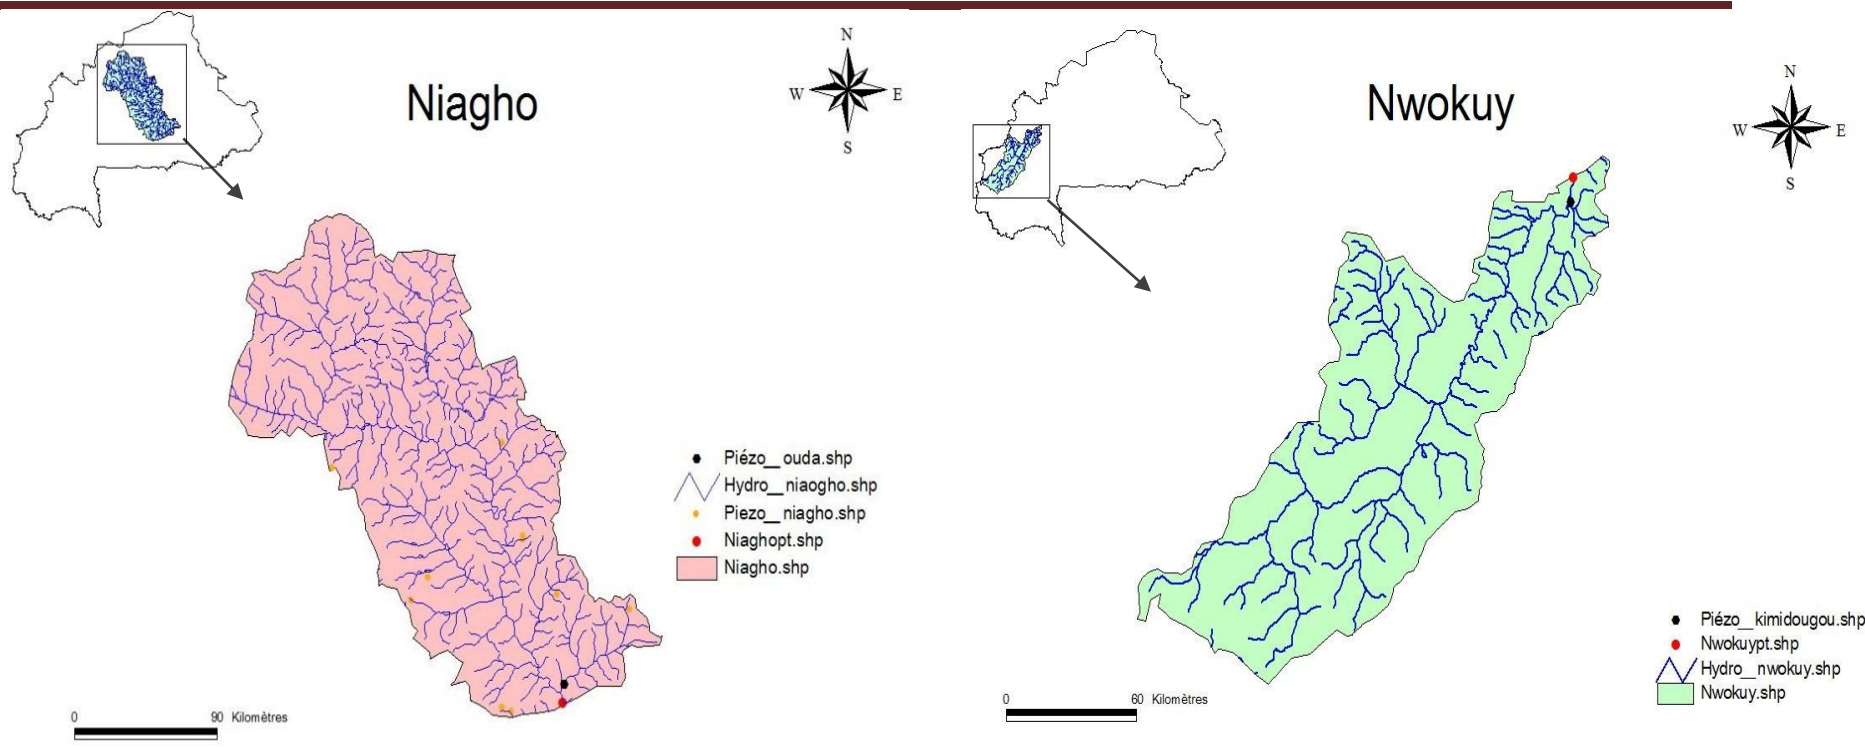 Niagho
N
W
E
S
Piézo__ouda.shp
Hydro__niaogho.shp
Piezo__niagho.shp
Niaghopt.shp
Niagho.shp
0
90 Kilomètres
Nwokuy
N
W
E
S
Piézo__kimidougou.shp
Nwokuypt.shp
Hydro__nwokuy.shp
Nwokuy.shp
0
60 Kilomètres